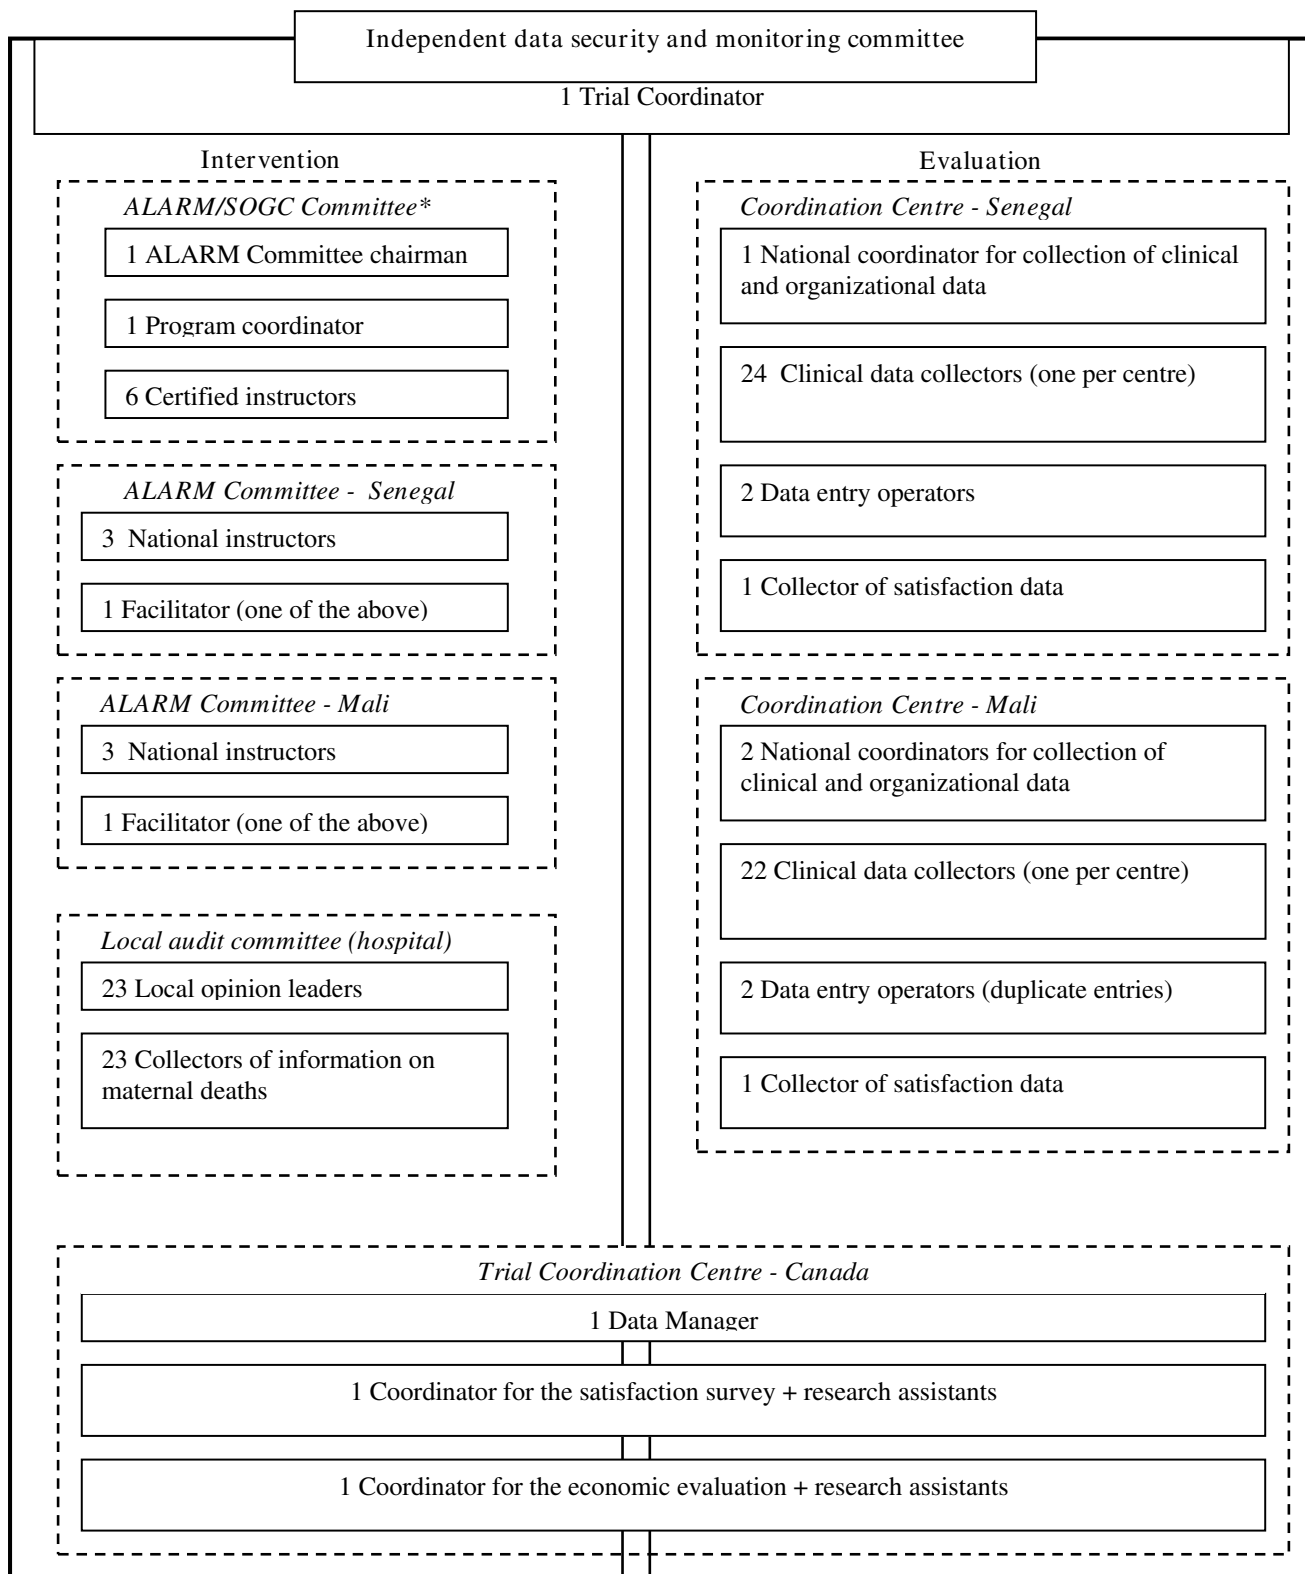 Independent data security and monitoring committee
1 Trial Coordinator
Intervention
ALARM/SOGC Committee*
1 ALARM Committee chairman
1 Program coordinator
6 Certified instructors
ALARM Committee - Senegal
3 National instructors
1 Facilitator (one of the above)
ALARM Committee - Mali
3 National instructors
1 Facilitator (one of the above)
Local audit committee (hospital)
23 Local opinion leaders
23 Collectors of information on
maternal deaths
Evaluation
Coordination Centre - Senegal
1 National coordinator for collection of clinical
and organizational data
24 Clinical data collectors (one per centre)
2 Data entry operators
1 Collector of satisfaction data
Coordination Centre - Mali
2 National coordinators for collection of
clinical and organizational data
22 Clinical data collectors (one per centre)
2 Data entry operators (duplicate entries)
1 Collector of satisfaction data
Trial Coordination Centre - Canada
1 Data Manager
1 Coordinator for the satisfaction survey + research assistants
1 Coordinator for the economic evaluation + research assistants